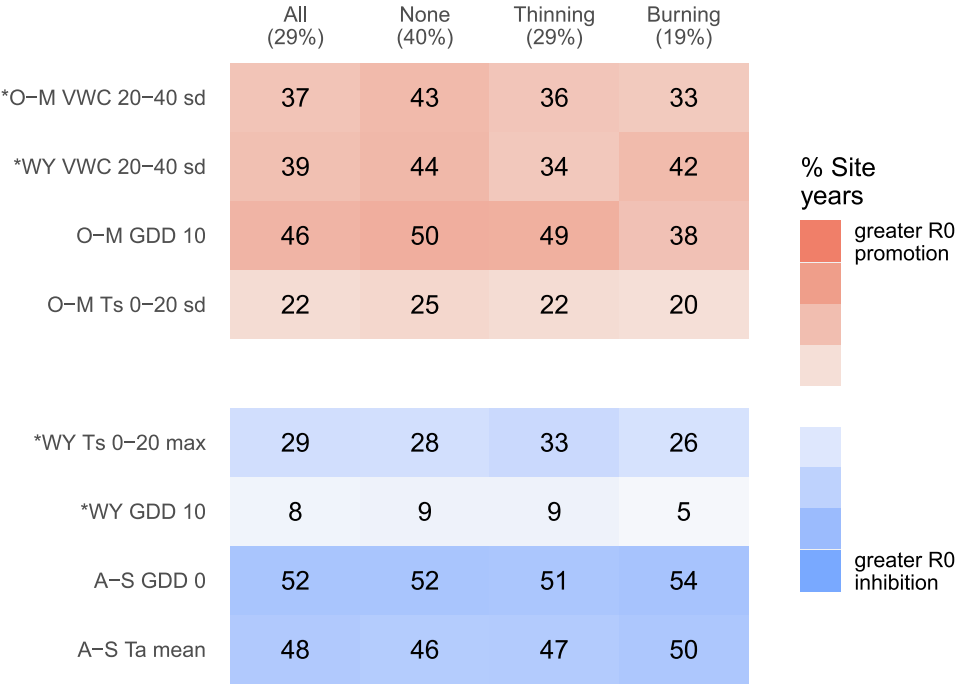 All None Thinning Burning
(29%) (40%) (29%) (19%)
*O−M VWC 20−40 sd 37 43 36 33
*WY VWC 20−40 sd 39 44 34 42
O−M GDD 10 46 50 49 38
O−M Ts 0−20 sd 22 25 22 20
*WY Ts 0−20 max 29 28 33 26
*WY GDD 10 8 9 9 5
A−S GDD 0 52 52 51 54
A−S Ta mean 48 46 47 50
% Site
years
greater R0
promotion
greater R0
inhibition